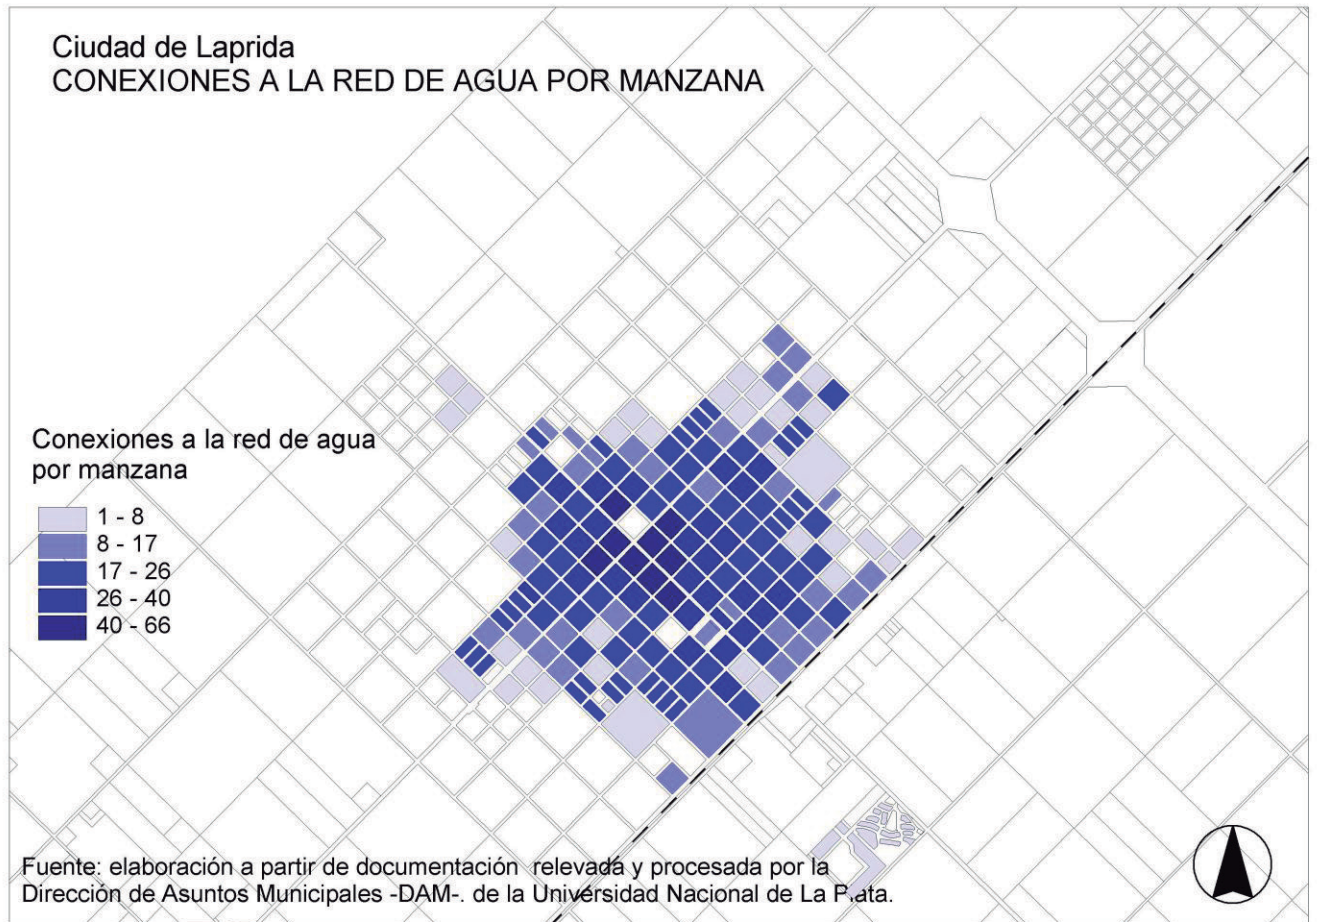 Ciudad de Laprida
CONEXIONES A LA RED DE AGUA POR MANZANA
Conexiones a la red de agua
por manzana
1 - 8
8 - 17
17 - 26
26 - 40
40 - 66
Fuente: elaboración a partir de documentación relevada y procesada por la
Dirección de Asuntos Municipales -DAM-. de la Universidad Nacional de La Plata.